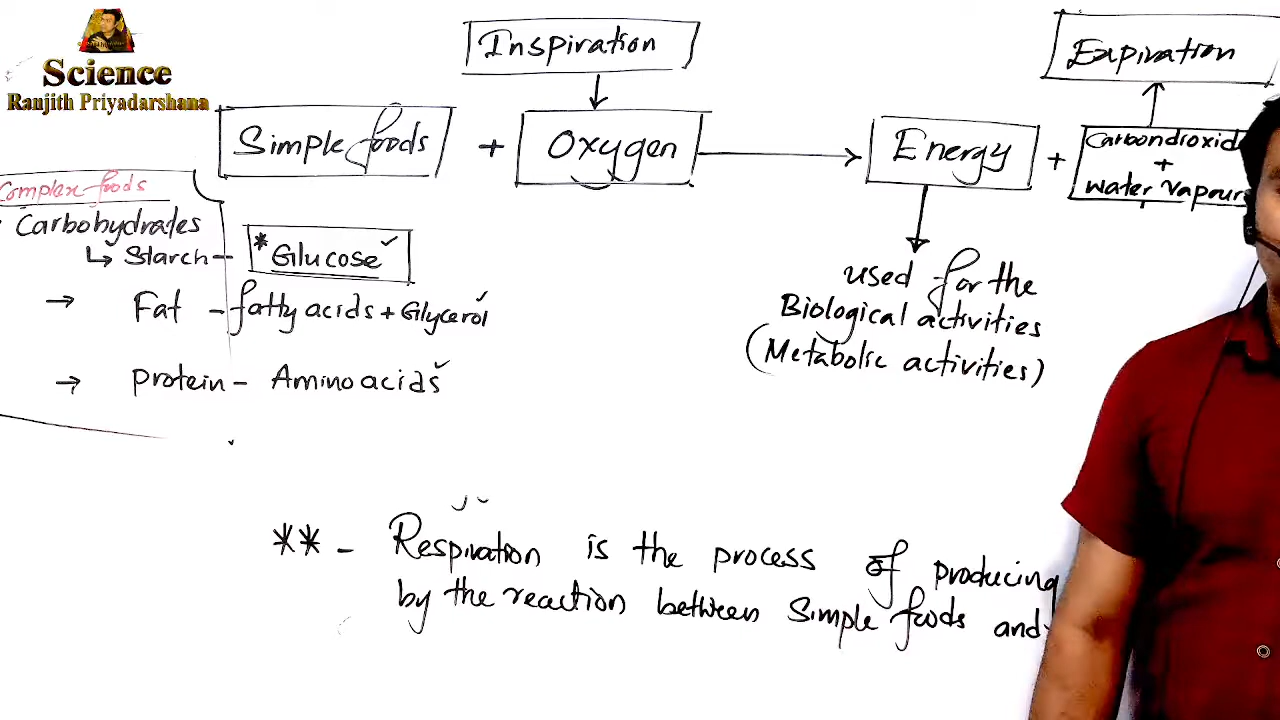 Science
Ranjith Priyadarshana
Inspiration
Expiration
Simple foods + Oxygen → Energy + Carbondroxid
+
water vapour
Complex foods
Carbohydrates
↳ Starch - *Glucose ✓
→ Fat - fatty acids + Glycerol ✓
→ protein - Amino acids ✓
used for the
Biological activities
(Metabolic activities)
** - Respiration is the process of producing
by the reaction between Simple foods and